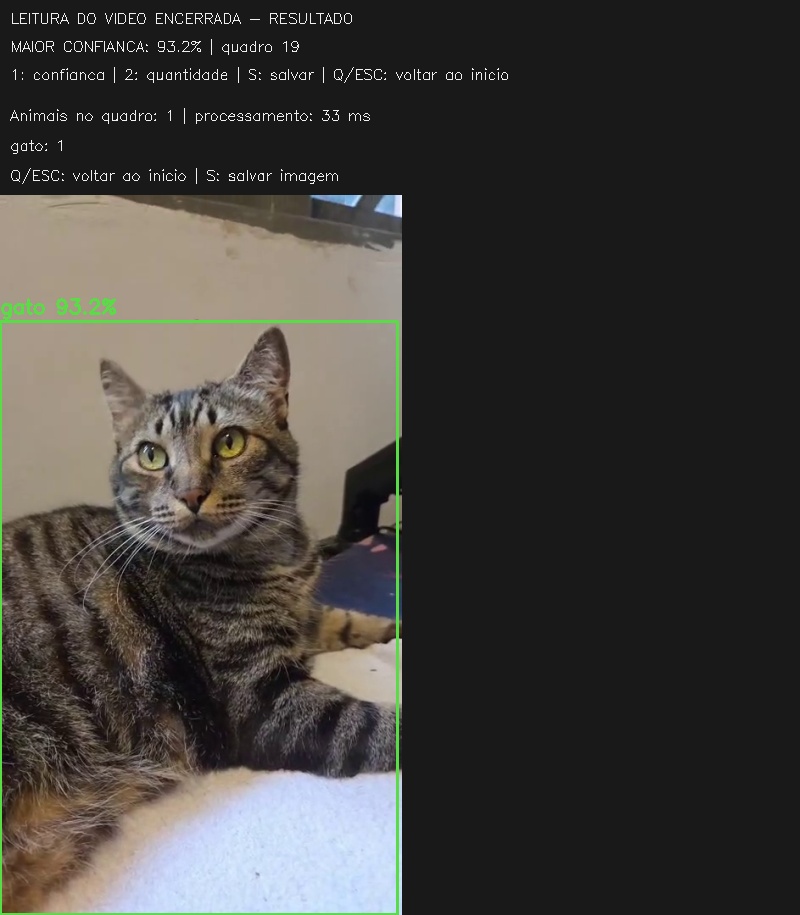 LEITURA DO VIDEO ENCERRADA - RESULTADO
MAIOR CONFIANCA: 93.2% | quadro 19
1: confianca | 2: quantidade | S: salvar | Q/ESC: voltar ao inicio
Animais no quadro: 1 | processamento: 33 ms
gato: 1
Q/ESC: voltar ao inicio | S: salvar imagem
gato 93.2%